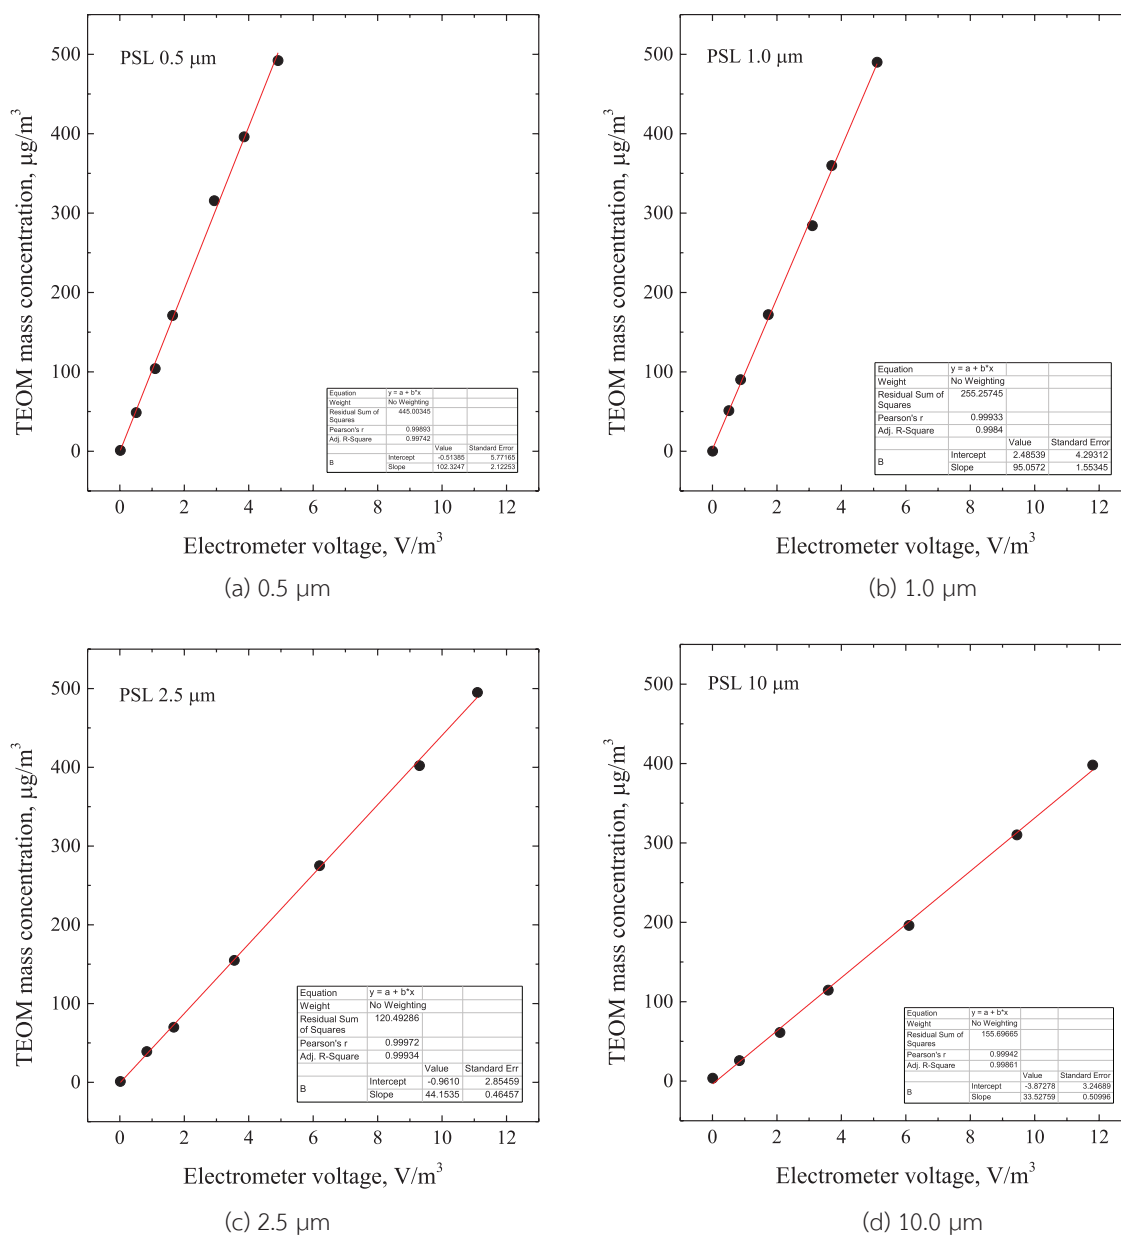 PSL 0.5 μm
TEOM mass concentration, μg/m³
500
400
300
200
100
0
Equation y = a + b*x
Weight No Weighting
Residual Sum of Squares 445.00345
Pearson's r 0.99893
Adj. R-Square 0.99742
Value Standard Error
B Intercept -0.51385 5.77165
Slope 102.3247 2.12253
0 2 4 6 8 10 12
Electrometer voltage, V/m³
(a) 0.5 μm
PSL 1.0 μm
TEOM mass concentration, μg/m³
500
400
300
200
100
0
Equation y = a + b*x
Weight No Weighting
Residual Sum of Squares 255.25745
Pearson's r 0.99933
Adj. R-Square 0.9984
Value Standard Error
B Intercept 2.48539 4.29312
Slope 95.0572 1.55345
0 2 4 6 8 10 12
Electrometer voltage, V/m³
(b) 1.0 μm
PSL 2.5 μm
TEOM mass concentration, μg/m³
500
400
300
200
100
0
Equation y = a + b*x
Weight No Weighting
Residual Sum of Squares 120.49286
Pearson's r 0.99972
Adj. R-Square 0.99934
Value Standard Err
B Intercept -0.9610 2.85459
Slope 44.1535 0.46457
0 2 4 6 8 10 12
Electrometer voltage, V/m³
(c) 2.5 μm
PSL 10 μm
TEOM mass concentration, μg/m³
500
400
300
200
100
0
Equation y = a + b*x
Weight No Weighting
Residual Sum of Squares 155.69665
Pearson's r 0.99942
Adj. R-Square 0.99861
Value Standard Error
B Intercept -3.87278 3.24689
Slope 33.52759 0.50996
0 2 4 6 8 10 12
Electrometer voltage, V/m³
(d) 10.0 μm